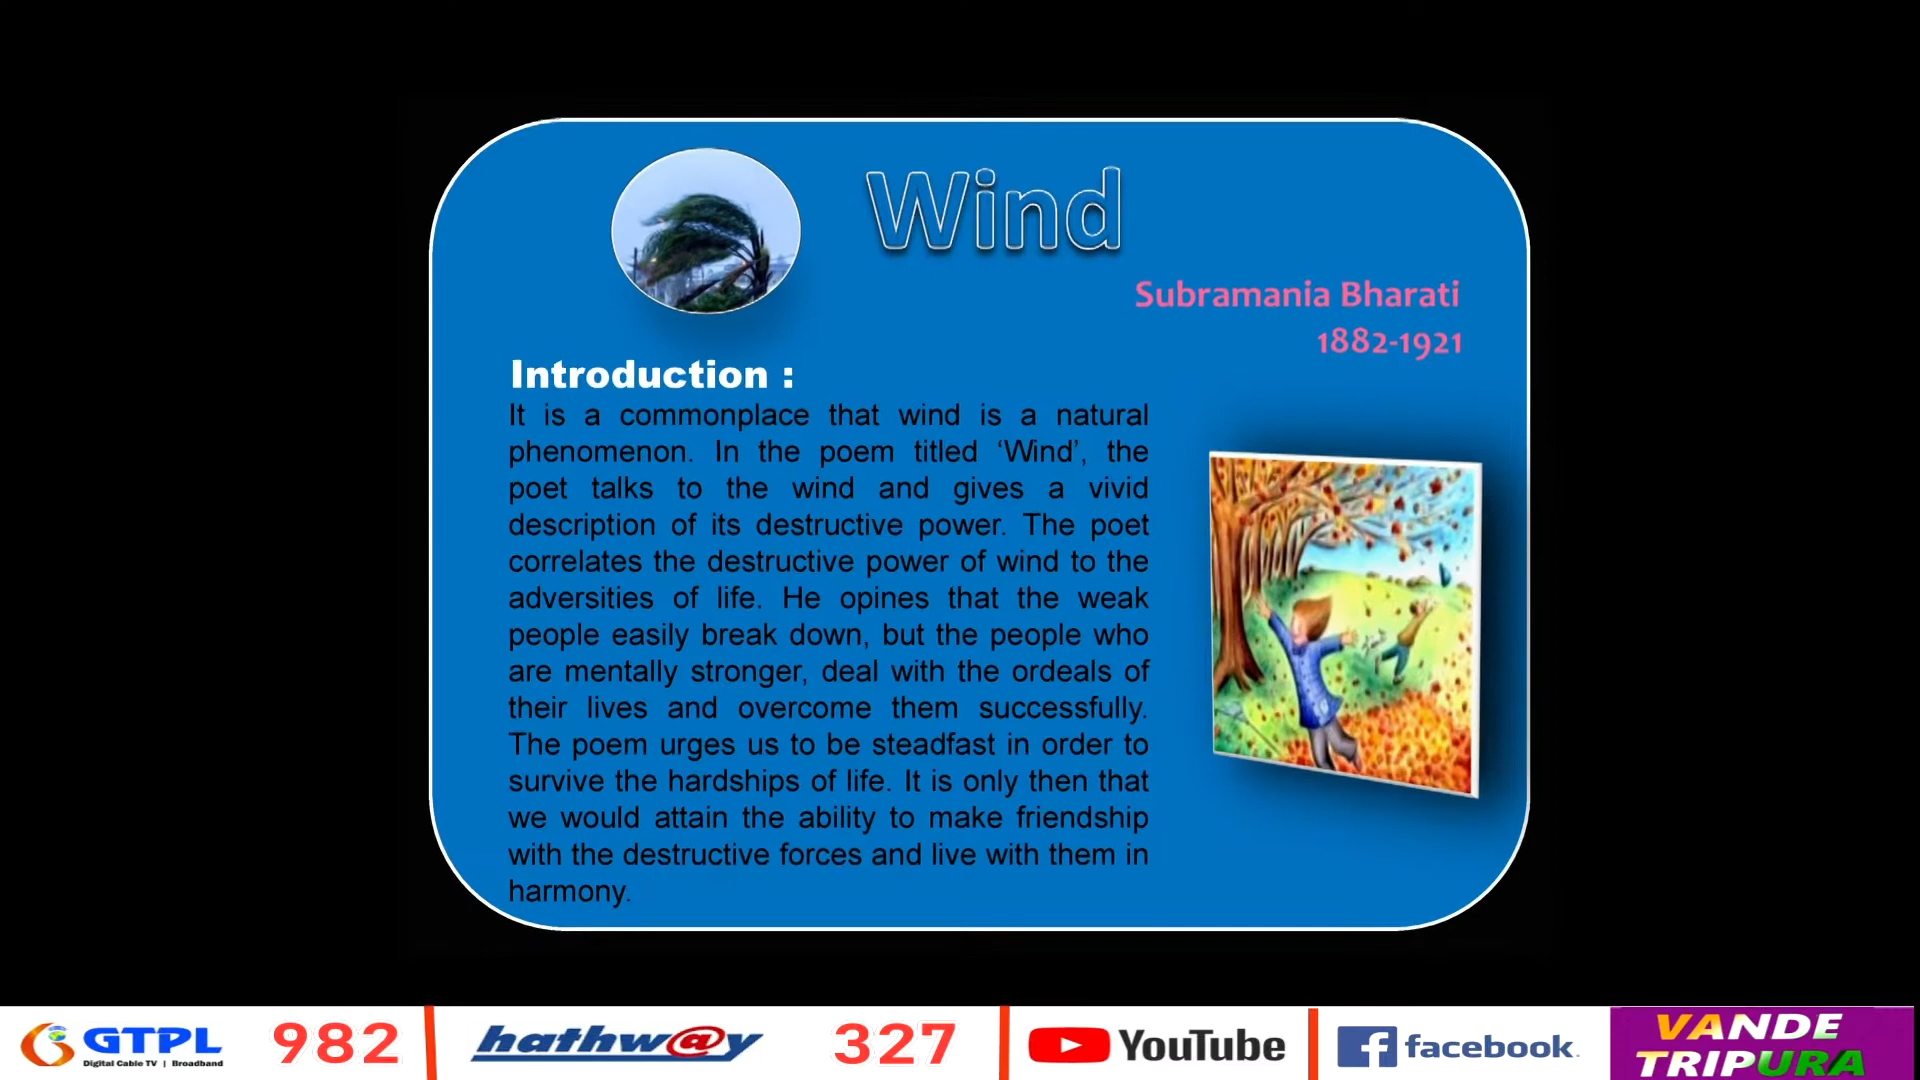 Wind
Subramania Bharati
1882-1921
Introduction :
It is a commonplace that wind is a natural
phenomenon. In the poem titled ‘Wind’, the
poet talks to the wind and gives a vivid
description of its destructive power. The poet
correlates the destructive power of wind to the
adversities of life. He opines that the weak
people easily break down, but the people who
are mentally stronger, deal with the ordeals of
their lives and overcome them successfully.
The poem urges us to be steadfast in order to
survive the hardships of life. It is only then that
we would attain the ability to make friendship
with the destructive forces and live with them in
harmony.
GTPL
Digital Cable TV | Broadband
982
hathw@y
327
YouTube
facebook
VANDE
TRIPURA